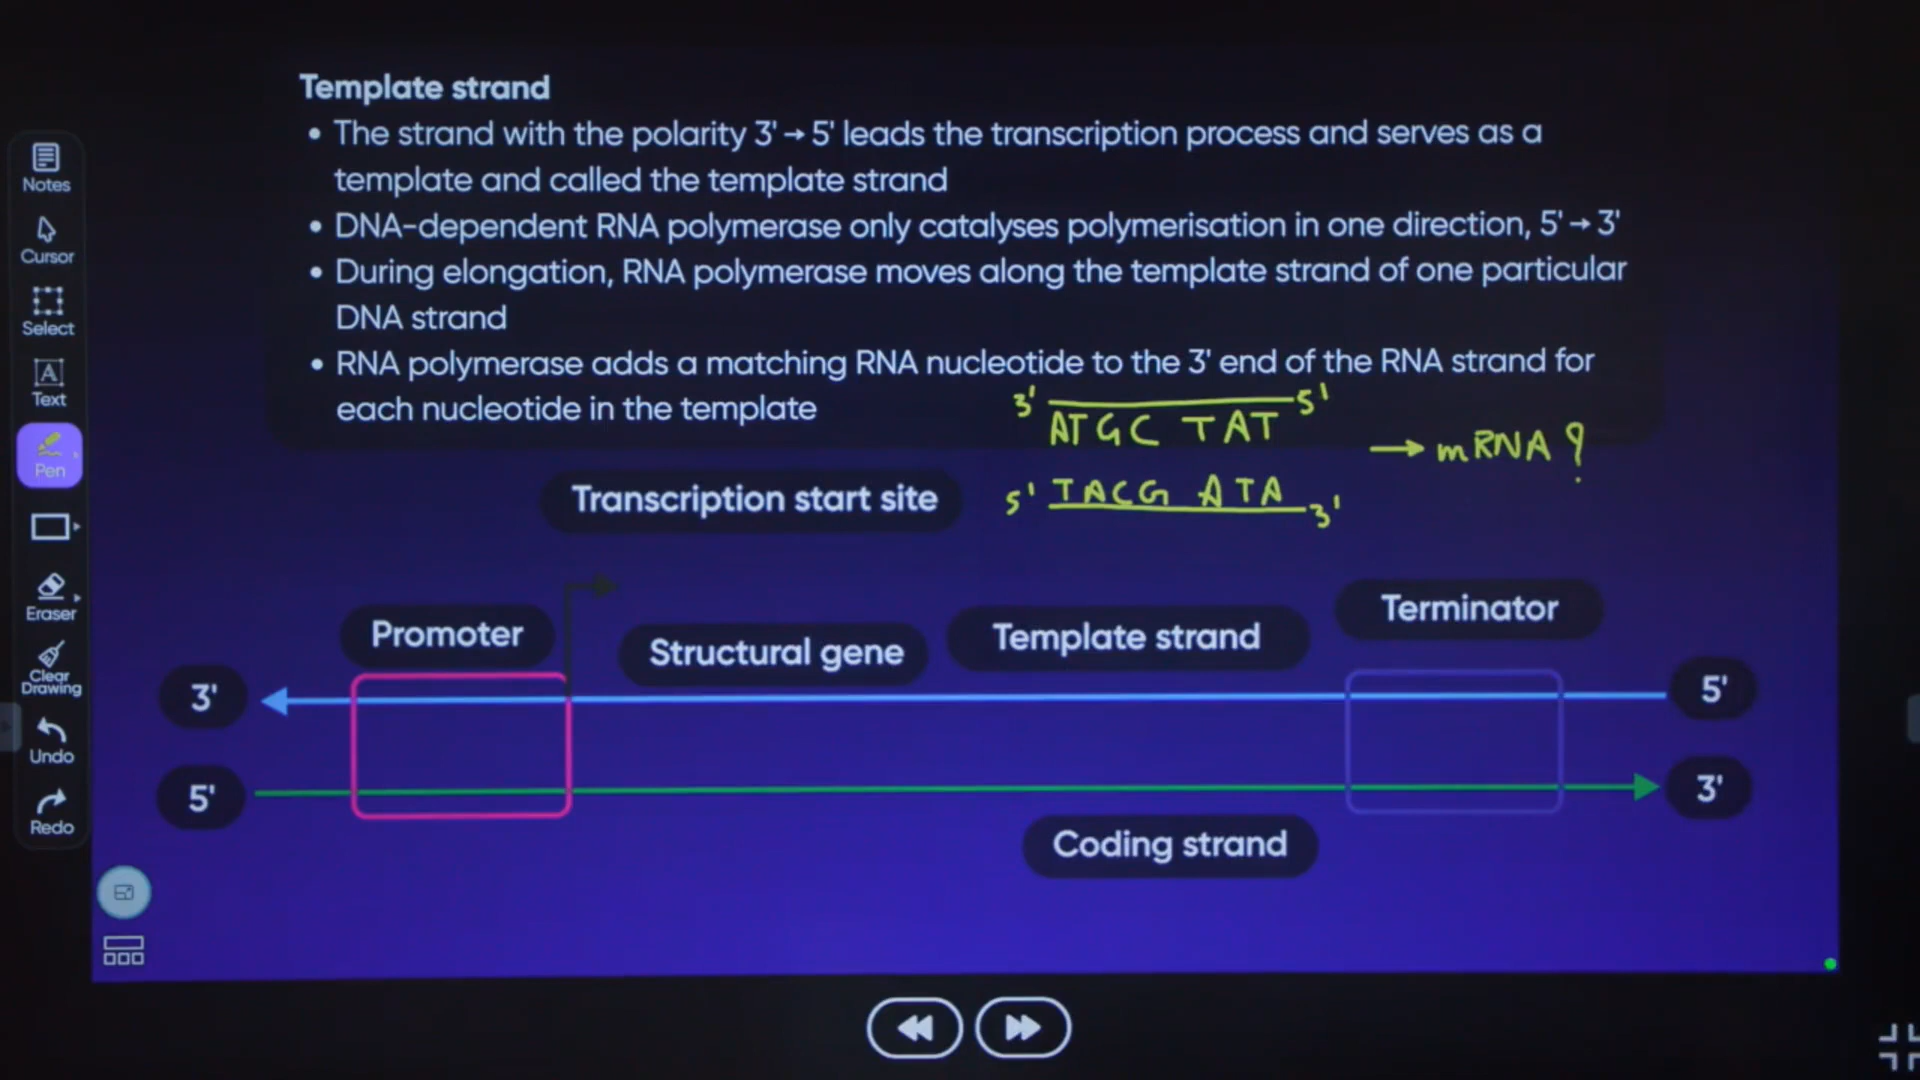 Template strand
• The strand with the polarity 3' → 5' leads the transcription process and serves as a
template and called the template strand
• DNA-dependent RNA polymerase only catalyses polymerisation in one direction, 5' → 3'
• During elongation, RNA polymerase moves along the template strand of one particular
DNA strand
• RNA polymerase adds a matching RNA nucleotide to the 3' end of the RNA strand for
each nucleotide in the template
3' ATGC TAT 5'
→ mRNA ?
5' TACG ATA 3'
Transcription start site
Promoter
Structural gene
Template strand
Terminator
3'
5'
5'
3'
Coding strand
Notes
Cursor
Select
A
Text
Pen
Eraser
Clear
Drawing
Undo
Redo